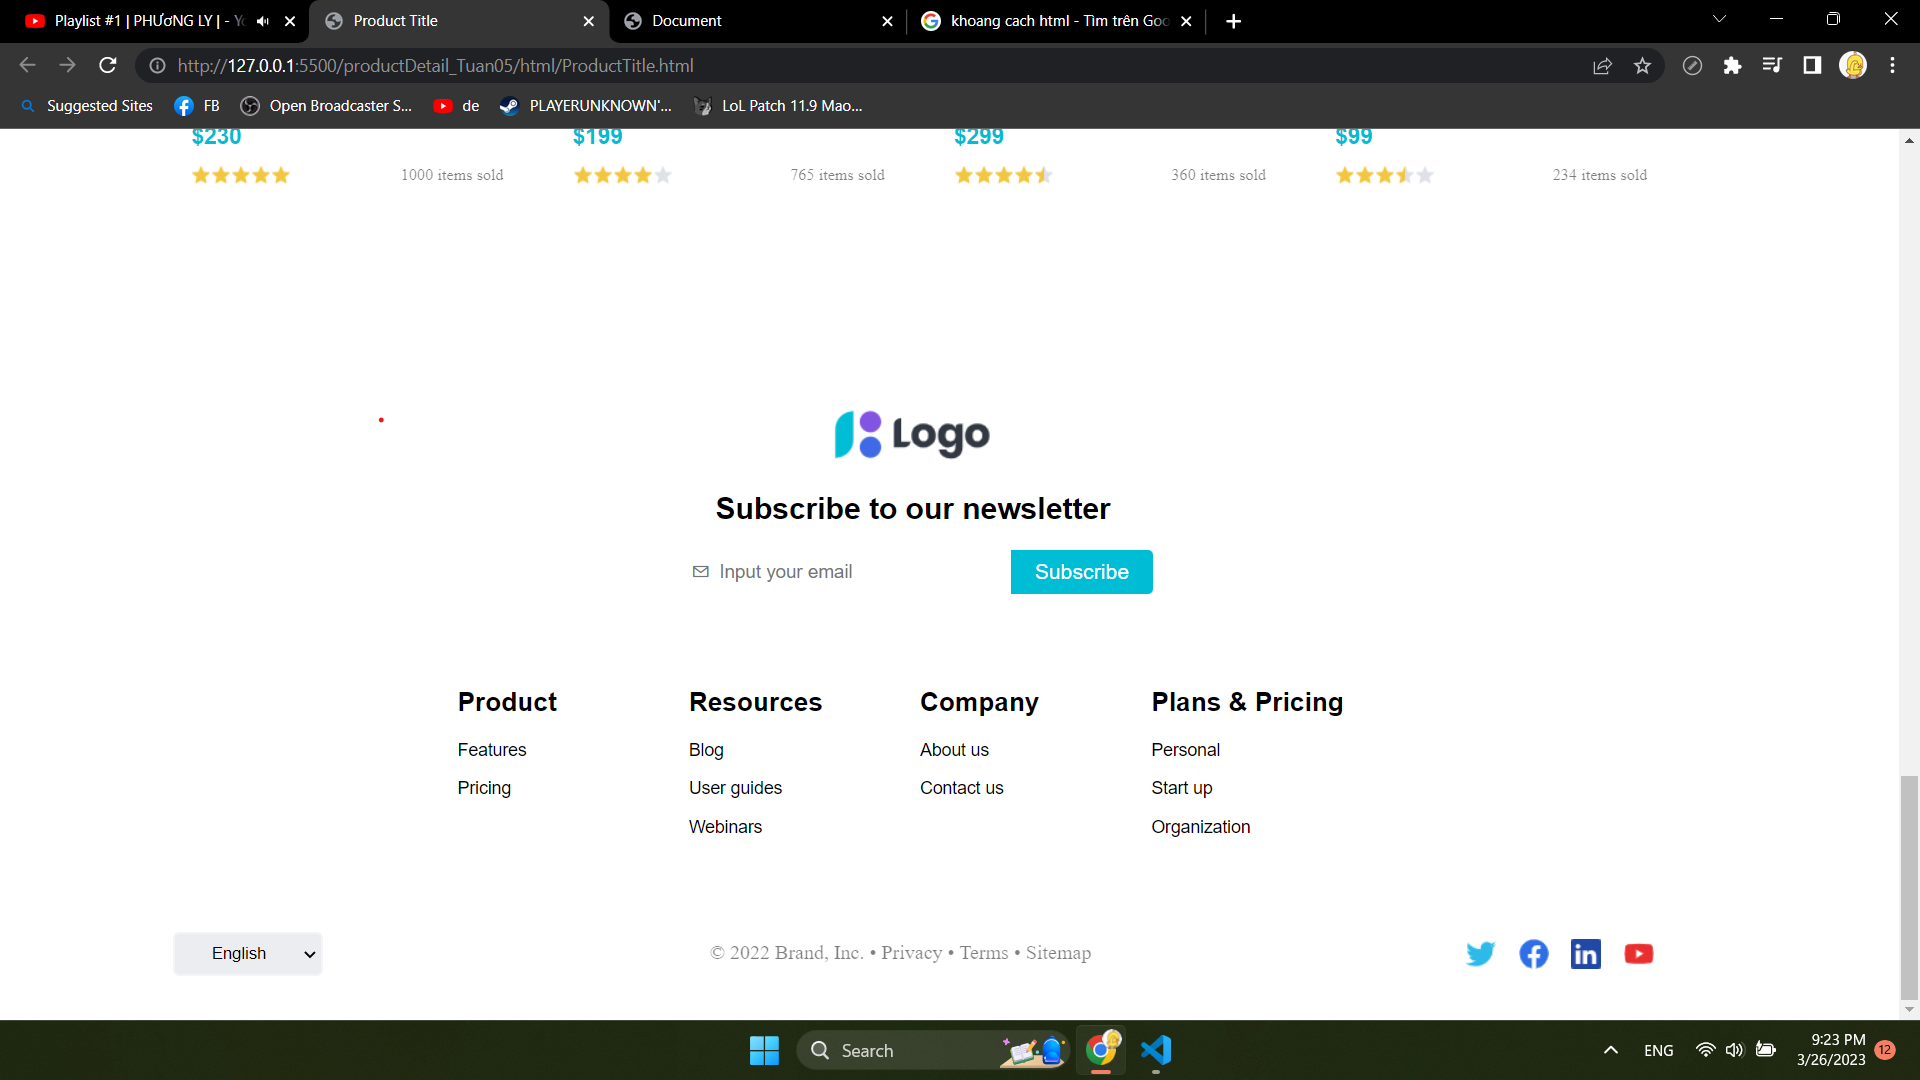 Playlist #1 | PHƯƠNG LY | - Yo
Product Title
Document
khoang cach html - Tìm trên Goo
http://127.0.0.1:5500/productDetail_Tuan05/html/ProductTitle.html
Suggested Sites
FB
Open Broadcaster S...
de
PLAYERUNKNOWN'...
LoL Patch 11.9 Mao...
$230 $199 $299 $99
1000 items sold 765 items sold 360 items sold 234 items sold
Logo
Subscribe to our newsletter
Input your email
Subscribe
Product
Features
Pricing
Resources
Blog
User guides
Webinars
Company
About us
Contact us
Plans & Pricing
Personal
Start up
Organization
English
© 2022 Brand, Inc. • Privacy • Terms • Sitemap
in
Search
ENG
9:23 PM
3/26/2023
12